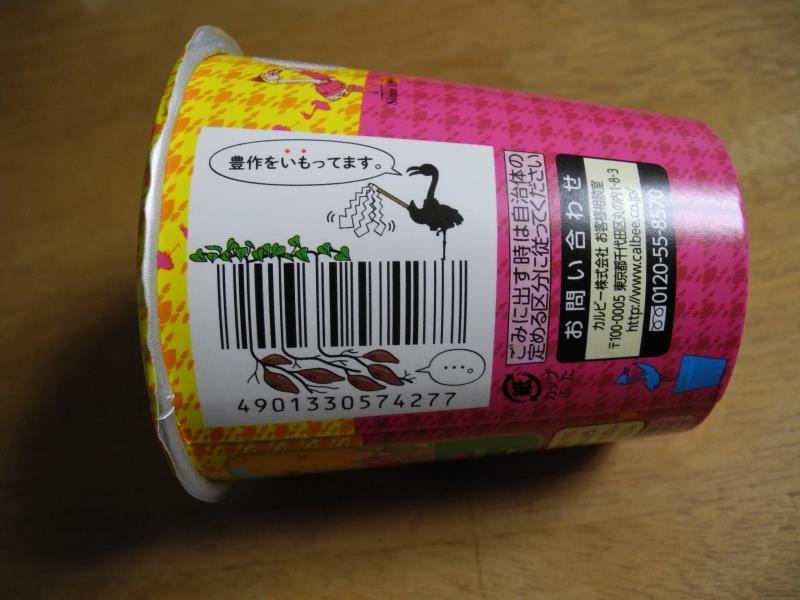 豊作をいもってます。
…。
4901330574277
ごみに出す時は自治体の
定める区分に従ってください
紙
カップ
ふた
お問い合わせ
カルビー株式会社 お客様相談室
〒100-0005 東京都千代田区丸の内1-8-3
http://www.calbee.co.jp/
0120-55-8570